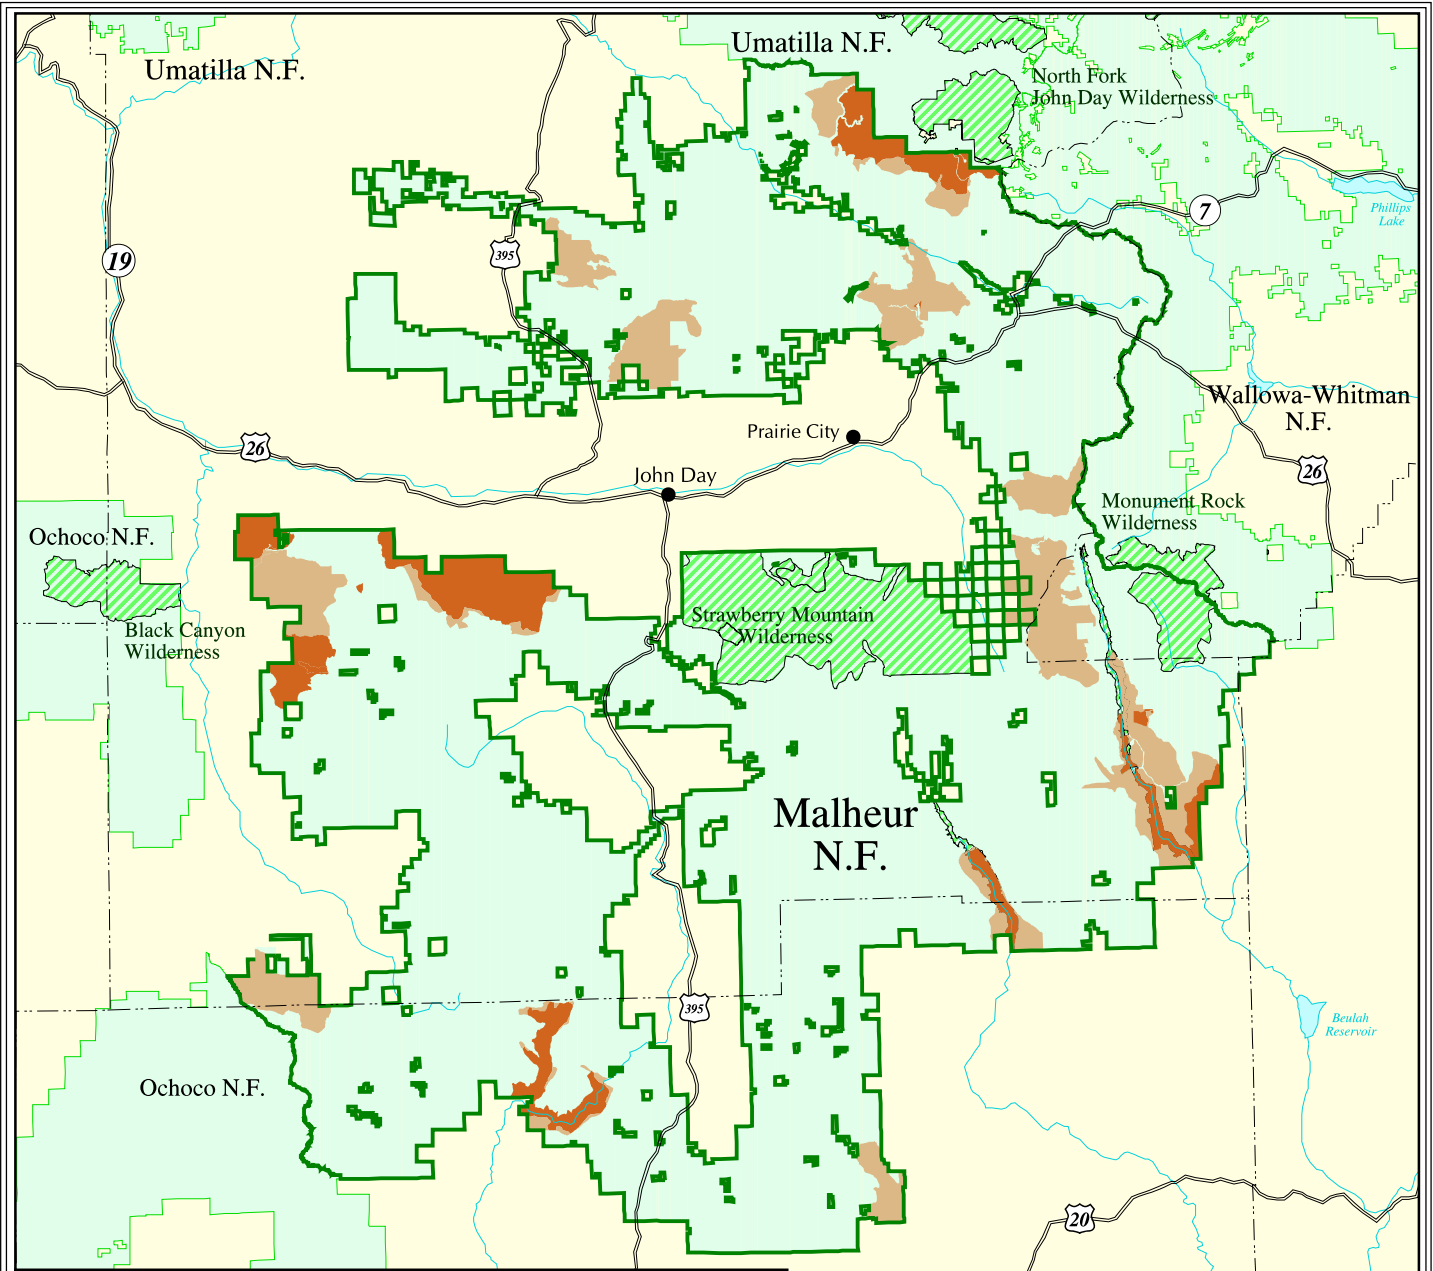 Umatilla N.F.
Umatilla N.F.
North Fork
John Day Wilderness
7
Phillips
Lake
19
395
Wallowa-Whitman
N.F.
Prairie City
26
26
John Day
Monument Rock
Wilderness
Ochoco N.F.
Strawberry Mountain
Wilderness
Black Canyon
Wilderness
Malheur
N.F.
395
Beulah
Reservoir
Ochoco N.F.
20